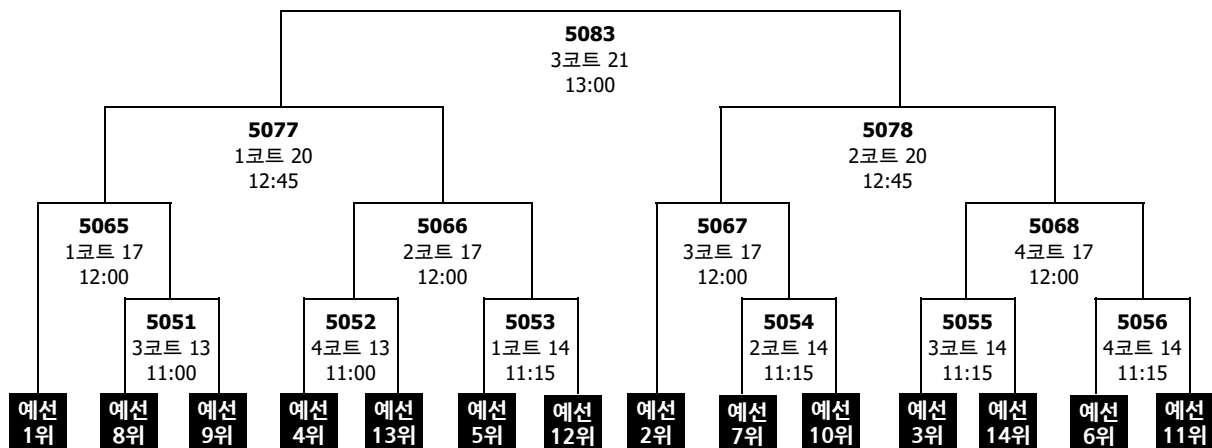 5083
3코트 21
13:00
5077
1코트 20
12:45
5078
2코트 20
12:45
5065
1코트 17
12:00
5066
2코트 17
12:00
5067
3코트 17
12:00
5068
4코트 17
12:00
5051
3코트 13
11:00
5052
4코트 13
11:00
5053
1코트 14
11:15
5054
2코트 14
11:15
5055
3코트 14
11:15
5056
4코트 14
11:15
예선
1위
예선
8위
예선
9위
예선
4위
예선
13위
예선
5위
예선
12위
예선
2위
예선
7위
예선
10위
예선
3위
예선
14위
예선
6위
예선
11위